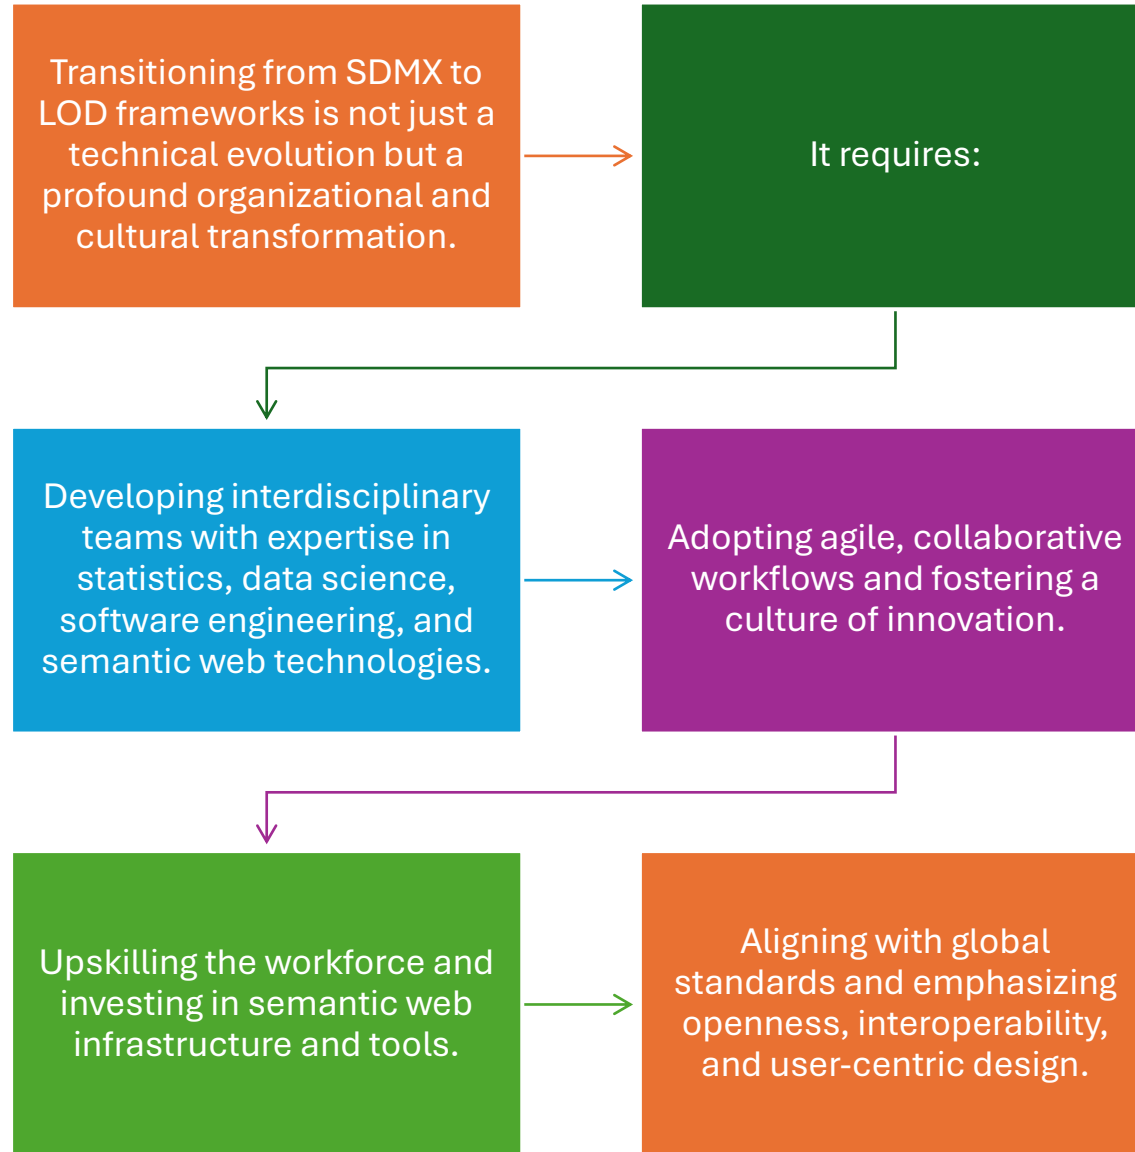 Transitioning from SDMX to
LOD frameworks is not just a
technical evolution but a
profound organizational and
cultural transformation.
It requires:
Developing interdisciplinary
teams with expertise in
statistics, data science,
software engineering, and
semantic web technologies.
Adopting agile, collaborative
workflows and fostering a
culture of innovation.
Upskilling the workforce and
investing in semantic web
infrastructure and tools.
Aligning with global
standards and emphasizing
openness, interoperability,
and user-centric design.